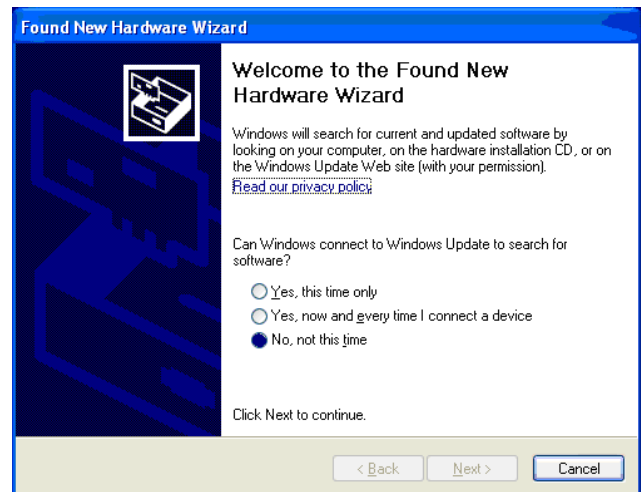 Found New Hardware Wizard
Welcome to the Found New
Hardware Wizard
Windows will search for current and updated software by
looking on your computer, on the hardware installation CD, or on
the Windows Update Web site (with your permission).
Read our privacy policy
Can Windows connect to Windows Update to search for
software?
Yes, this time only
Yes, now and every time I connect a device
No, not this time
Click Next to continue.
< Back
Next >
Cancel